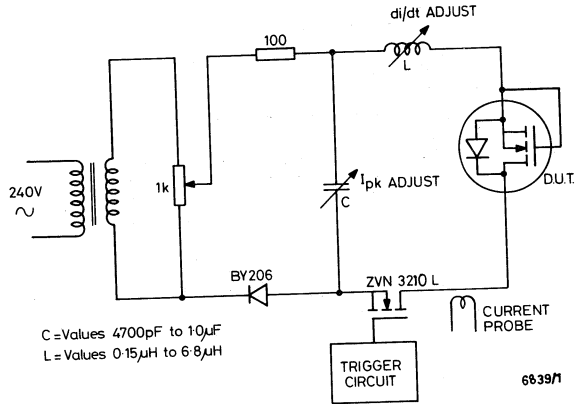 di/dt ADJUST
100
L
240V
1k
Ipk ADJUST
C
D.U.T.
BY206
ZVN 3210 L
CURRENT
PROBE
C=Values 4700pF to 1·0µF
L=Values 0·15µH to 6·8µH
TRIGGER
CIRCUIT
6839/1